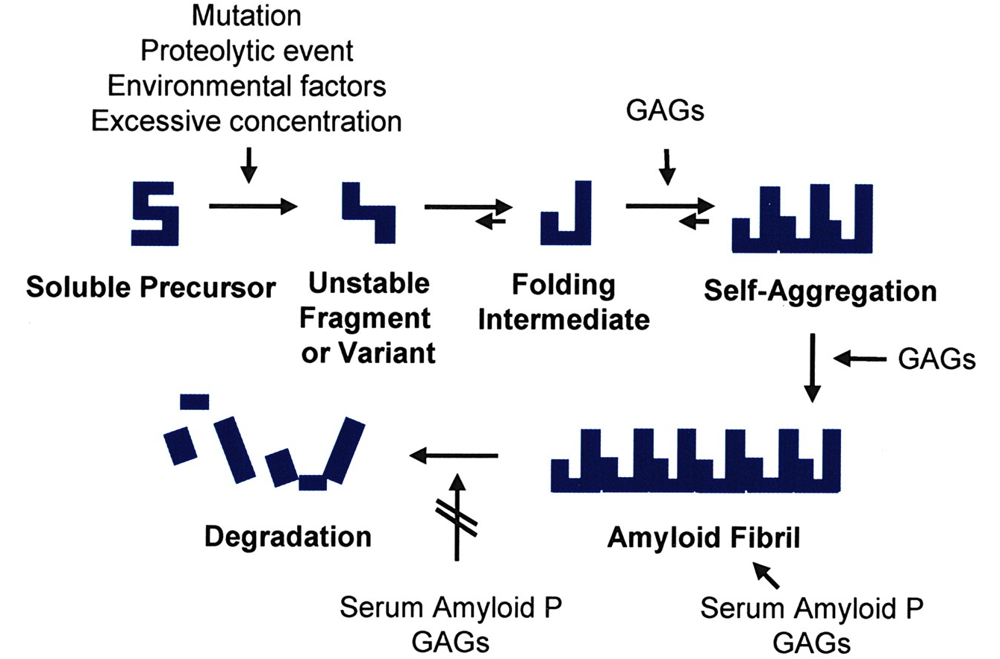 Mutation
Proteolytic event
Environmental factors
Excessive concentration
GAGs
Soluble Precursor
Unstable
Fragment
or Variant
Folding
Intermediate
Self-Aggregation
GAGs
Degradation
Amyloid Fibril
Serum Amyloid P
GAGs
Serum Amyloid P
GAGs